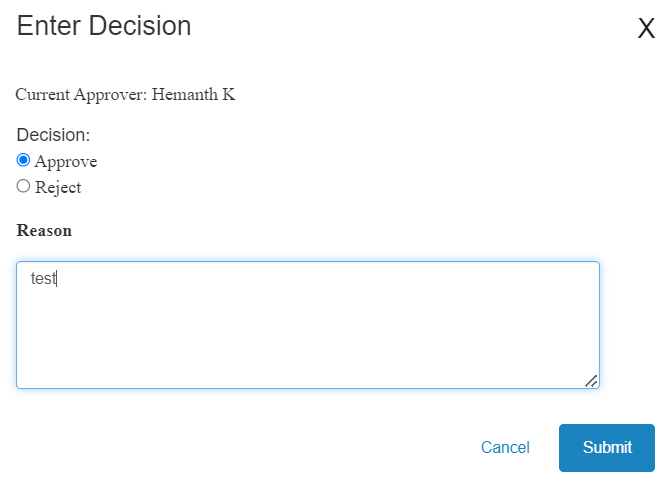 Enter Decision
X
Current Approver: Hemanth K
Decision:
Approve
Reject
Reason
test
Cancel
Submit